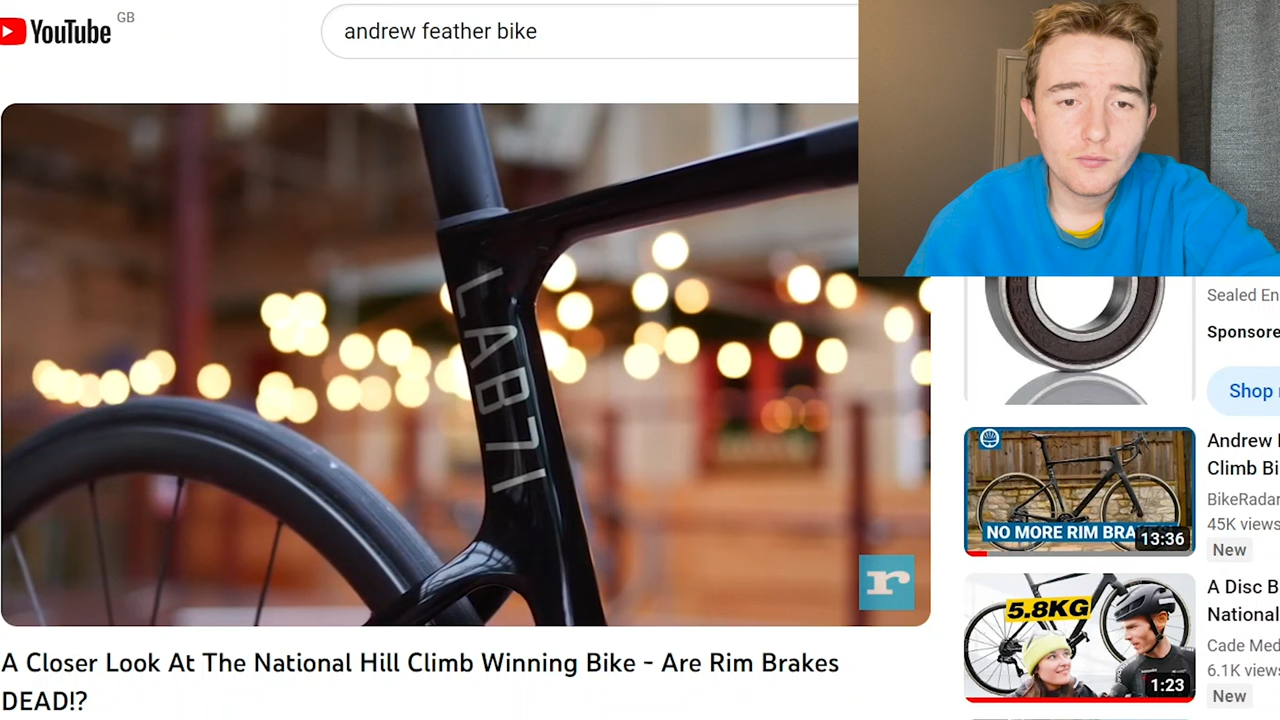 YouTube GB
andrew feather bike
LAB71
r
A Closer Look At The National Hill Climb Winning Bike - Are Rim Brakes
DEAD!?
Sealed En
Sponsore
Shop
Andrew
Climb Bi
BikeRadar
45K views
New
NO MORE RIM BRA
13:36
A Disc B
National
Cade Med
6.1K views
New
5.8KG
1:23